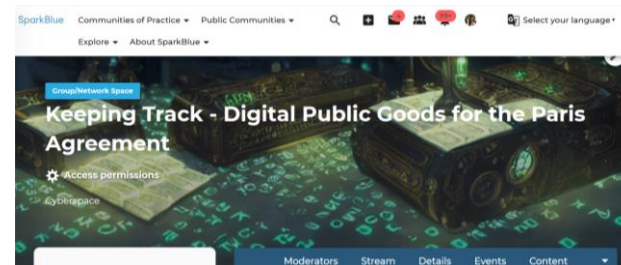 SparkBlue Communities of Practice Public Communities Select your language
Explore About SparkBlue
Group/Network Space
Keeping Track - Digital Public Goods for the Paris
Agreement
Access permissions
Cyberspace
Moderators Stream Details Events Content